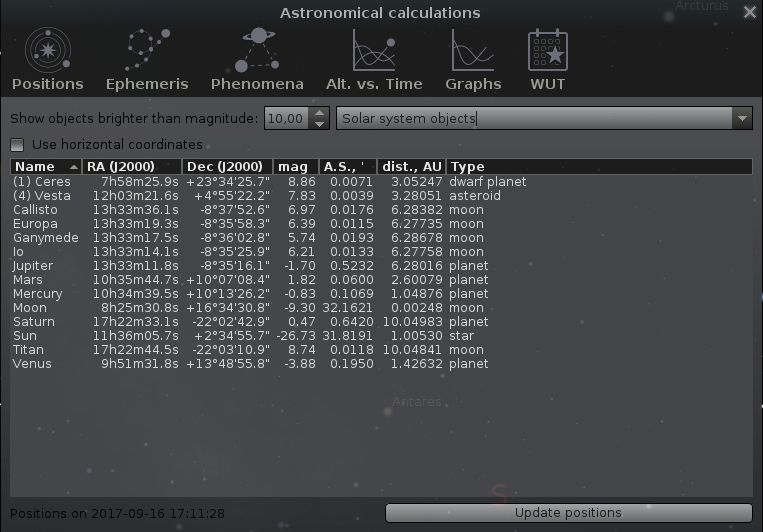 Arcturus
Astronomical calculations
Positions Ephemeris Phenomena Alt. vs. Time Graphs WUT
Show objects brighter than magnitude: 10,00 Solar system objects
Use horizontal coordinates
Name RA (J2000) Dec (J2000) mag A.S., ' dist., AU Type
(1) Ceres 7h58m25.9s +23°34'25.7" 8.86 0.0071 3.05247 dwarf planet
(4) Vesta 12h03m21.6s +4°55'22.2" 7.83 0.0039 3.28051 asteroid
Callisto 13h33m36.1s -8°37'52.6" 6.97 0.0176 6.28382 moon
Europa 13h33m19.3s -8°35'58.3" 6.39 0.0115 6.27735 moon
Ganymede 13h33m17.5s -8°36'02.8" 5.74 0.0193 6.28678 moon
Io 13h33m14.1s -8°35'25.9" 6.21 0.0133 6.27758 moon
Jupiter 13h33m11.8s -8°35'16.1" -1.70 0.5232 6.28016 planet
Mars 10h35m44.7s +10°07'08.4" 1.82 0.0600 2.60079 planet
Mercury 10h34m39.5s +10°13'26.2" -0.83 0.1069 1.04876 planet
Moon 8h25m30.8s +16°34'30.8" -9.30 32.1621 0.00248 moon
Saturn 17h22m33.1s -22°02'42.9" 0,47 0.6420 10.04983 planet
Sun 11h36m05.7s +2°34'55.7" -26.73 31.8191 1.00530 star
Titan 17h22m44.5s -22°03'10.9" 8.74 0.0118 10.04841 moon
Venus 9h51m31.8s +13°48'55.8" -3.88 0.1950 1.42632 planet
Antares
S
Positions on 2017-09-16 17:11:28 Update positions